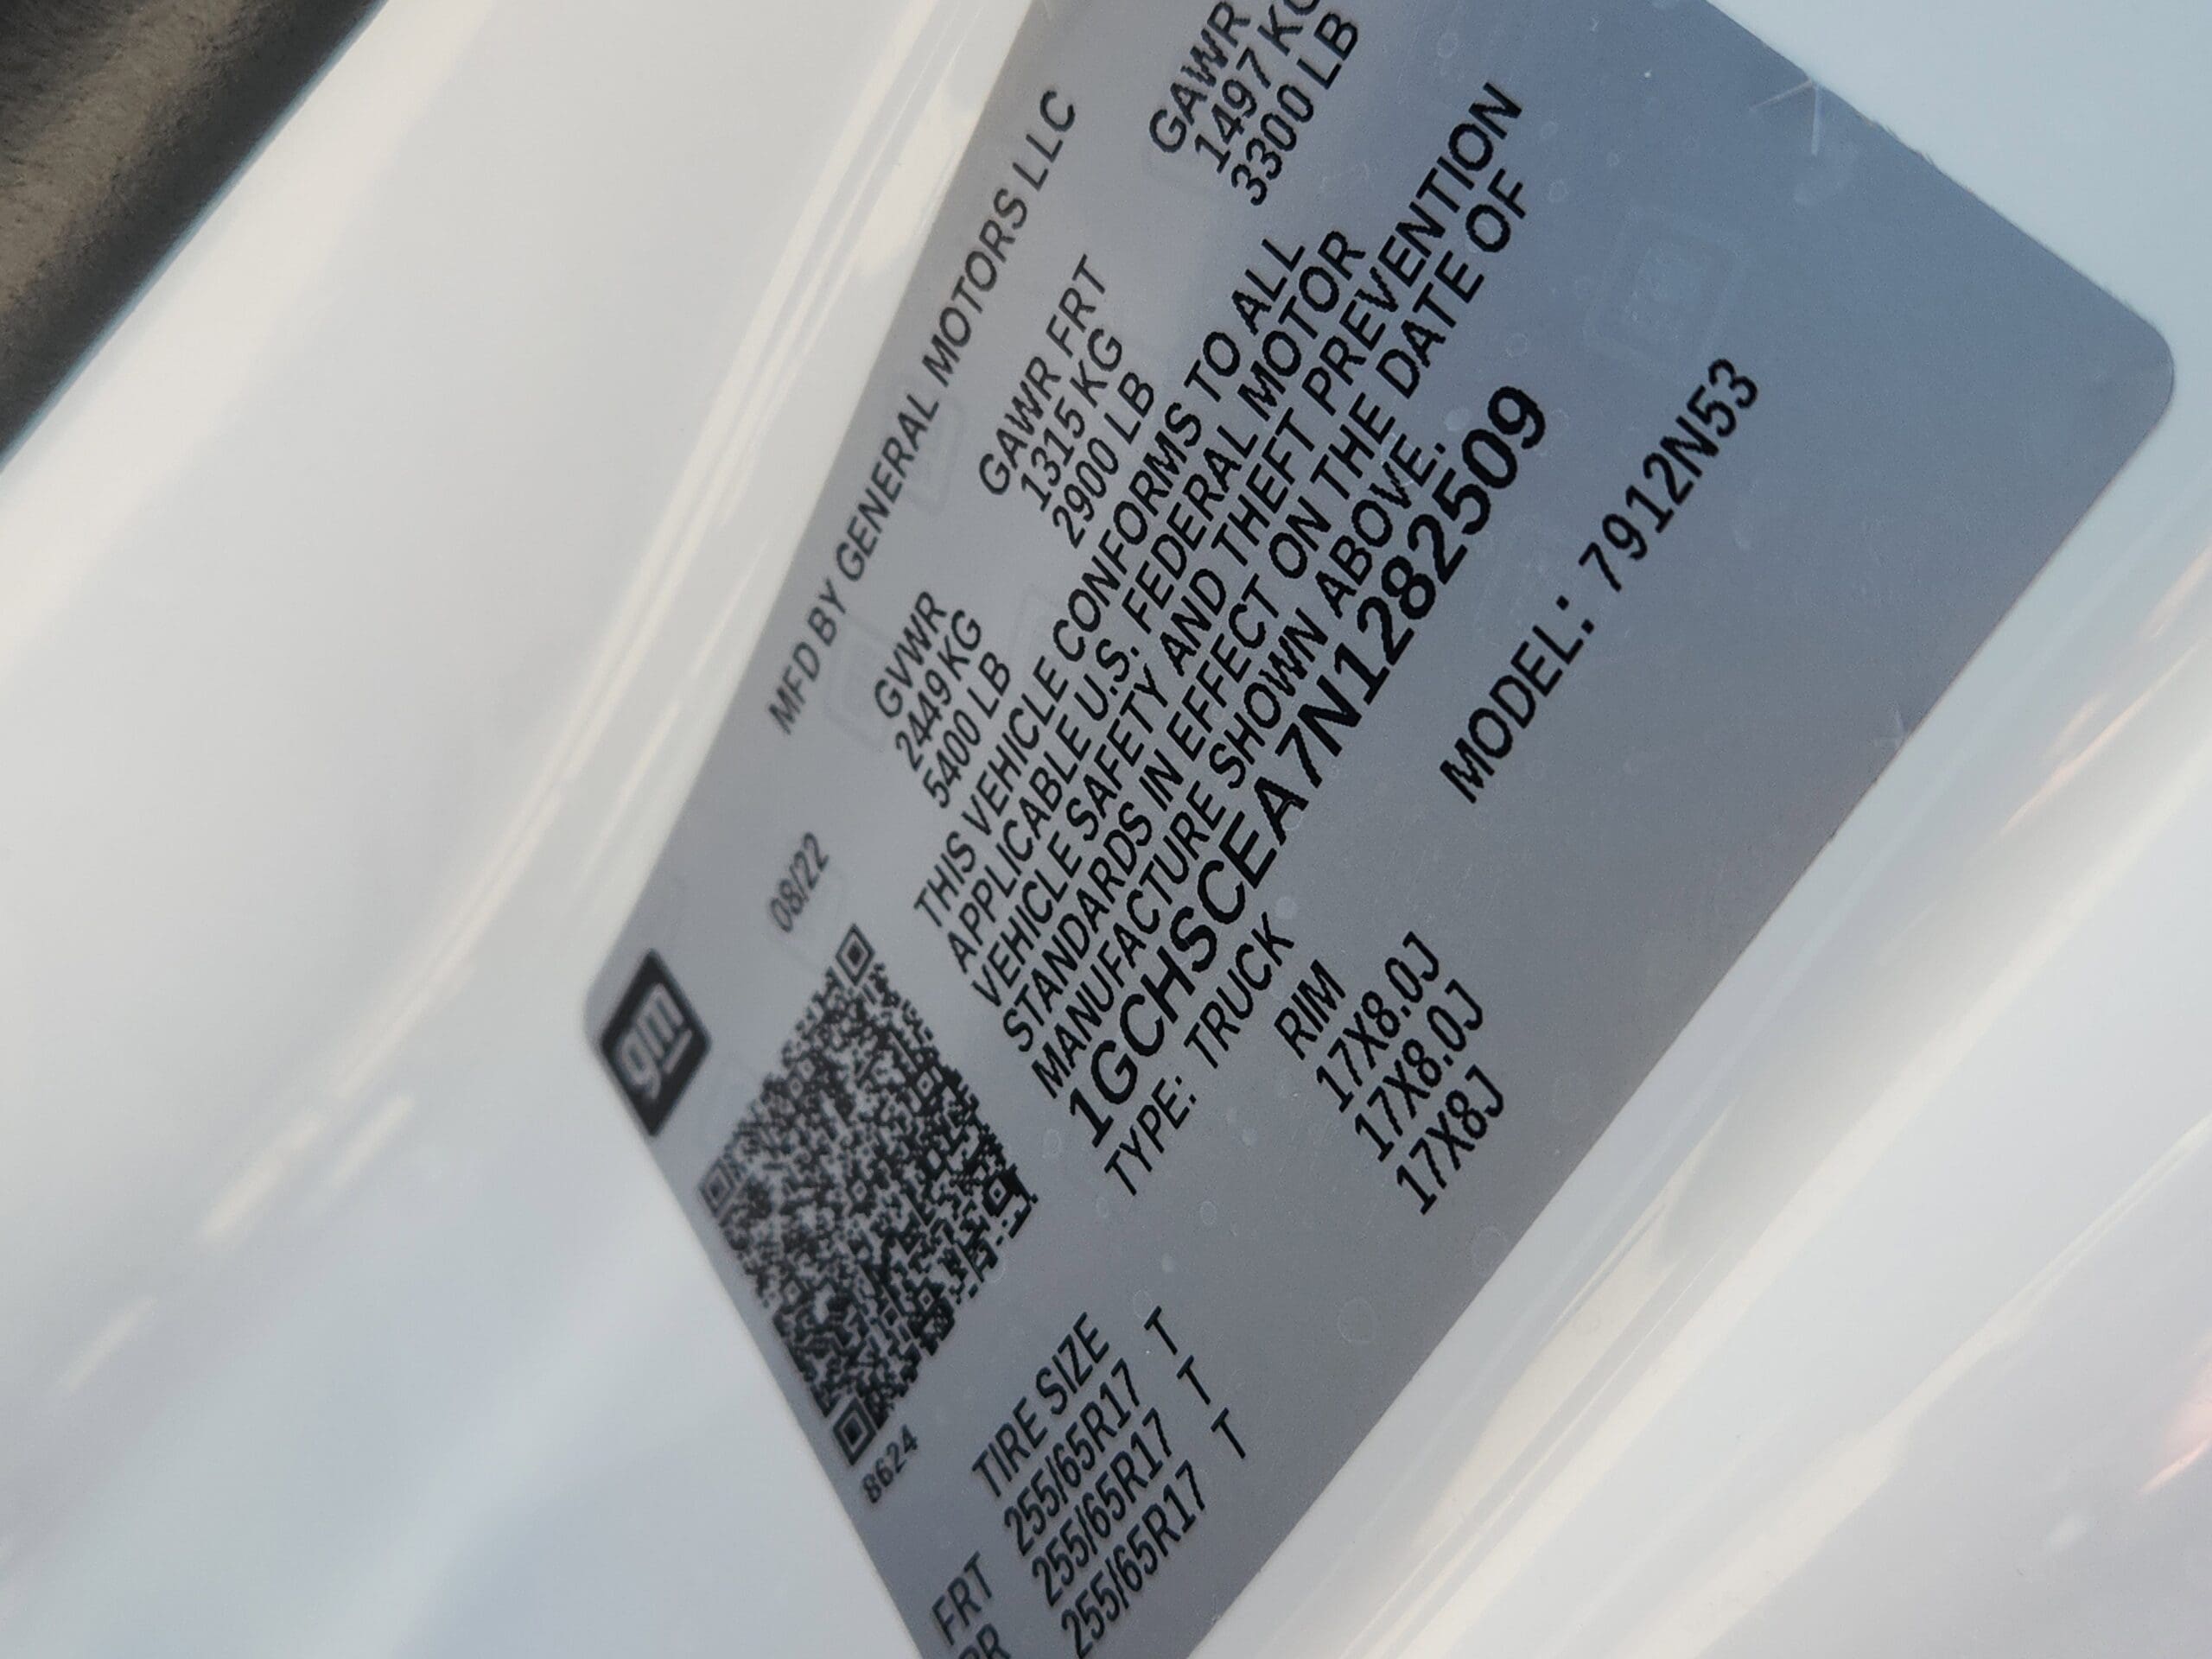 gm
MFD BY GENERAL MOTORS LLC
08/22
GVWR
2449 KG
5400 LB
GAWR FRT
1315 KG
2900 LB
GAWR
1497 KG
3300 LB
THIS VEHICLE CONFORMS TO ALL
APPLICABLE U.S. FEDERAL MOTOR
VEHICLE SAFETY AND THEFT PREVENTION
STANDARDS IN EFFECT ON THE DATE OF
MANUFACTURE SHOWN ABOVE.
1GCHSCEA7N1282509
TYPE: TRUCK
MODEL: 7912N53
8624
TIRE SIZE RIM
FRT 255/65R17 T 17X8.0J
RR 255/65R17 T 17X8.0J
255/65R17 T 17X8J